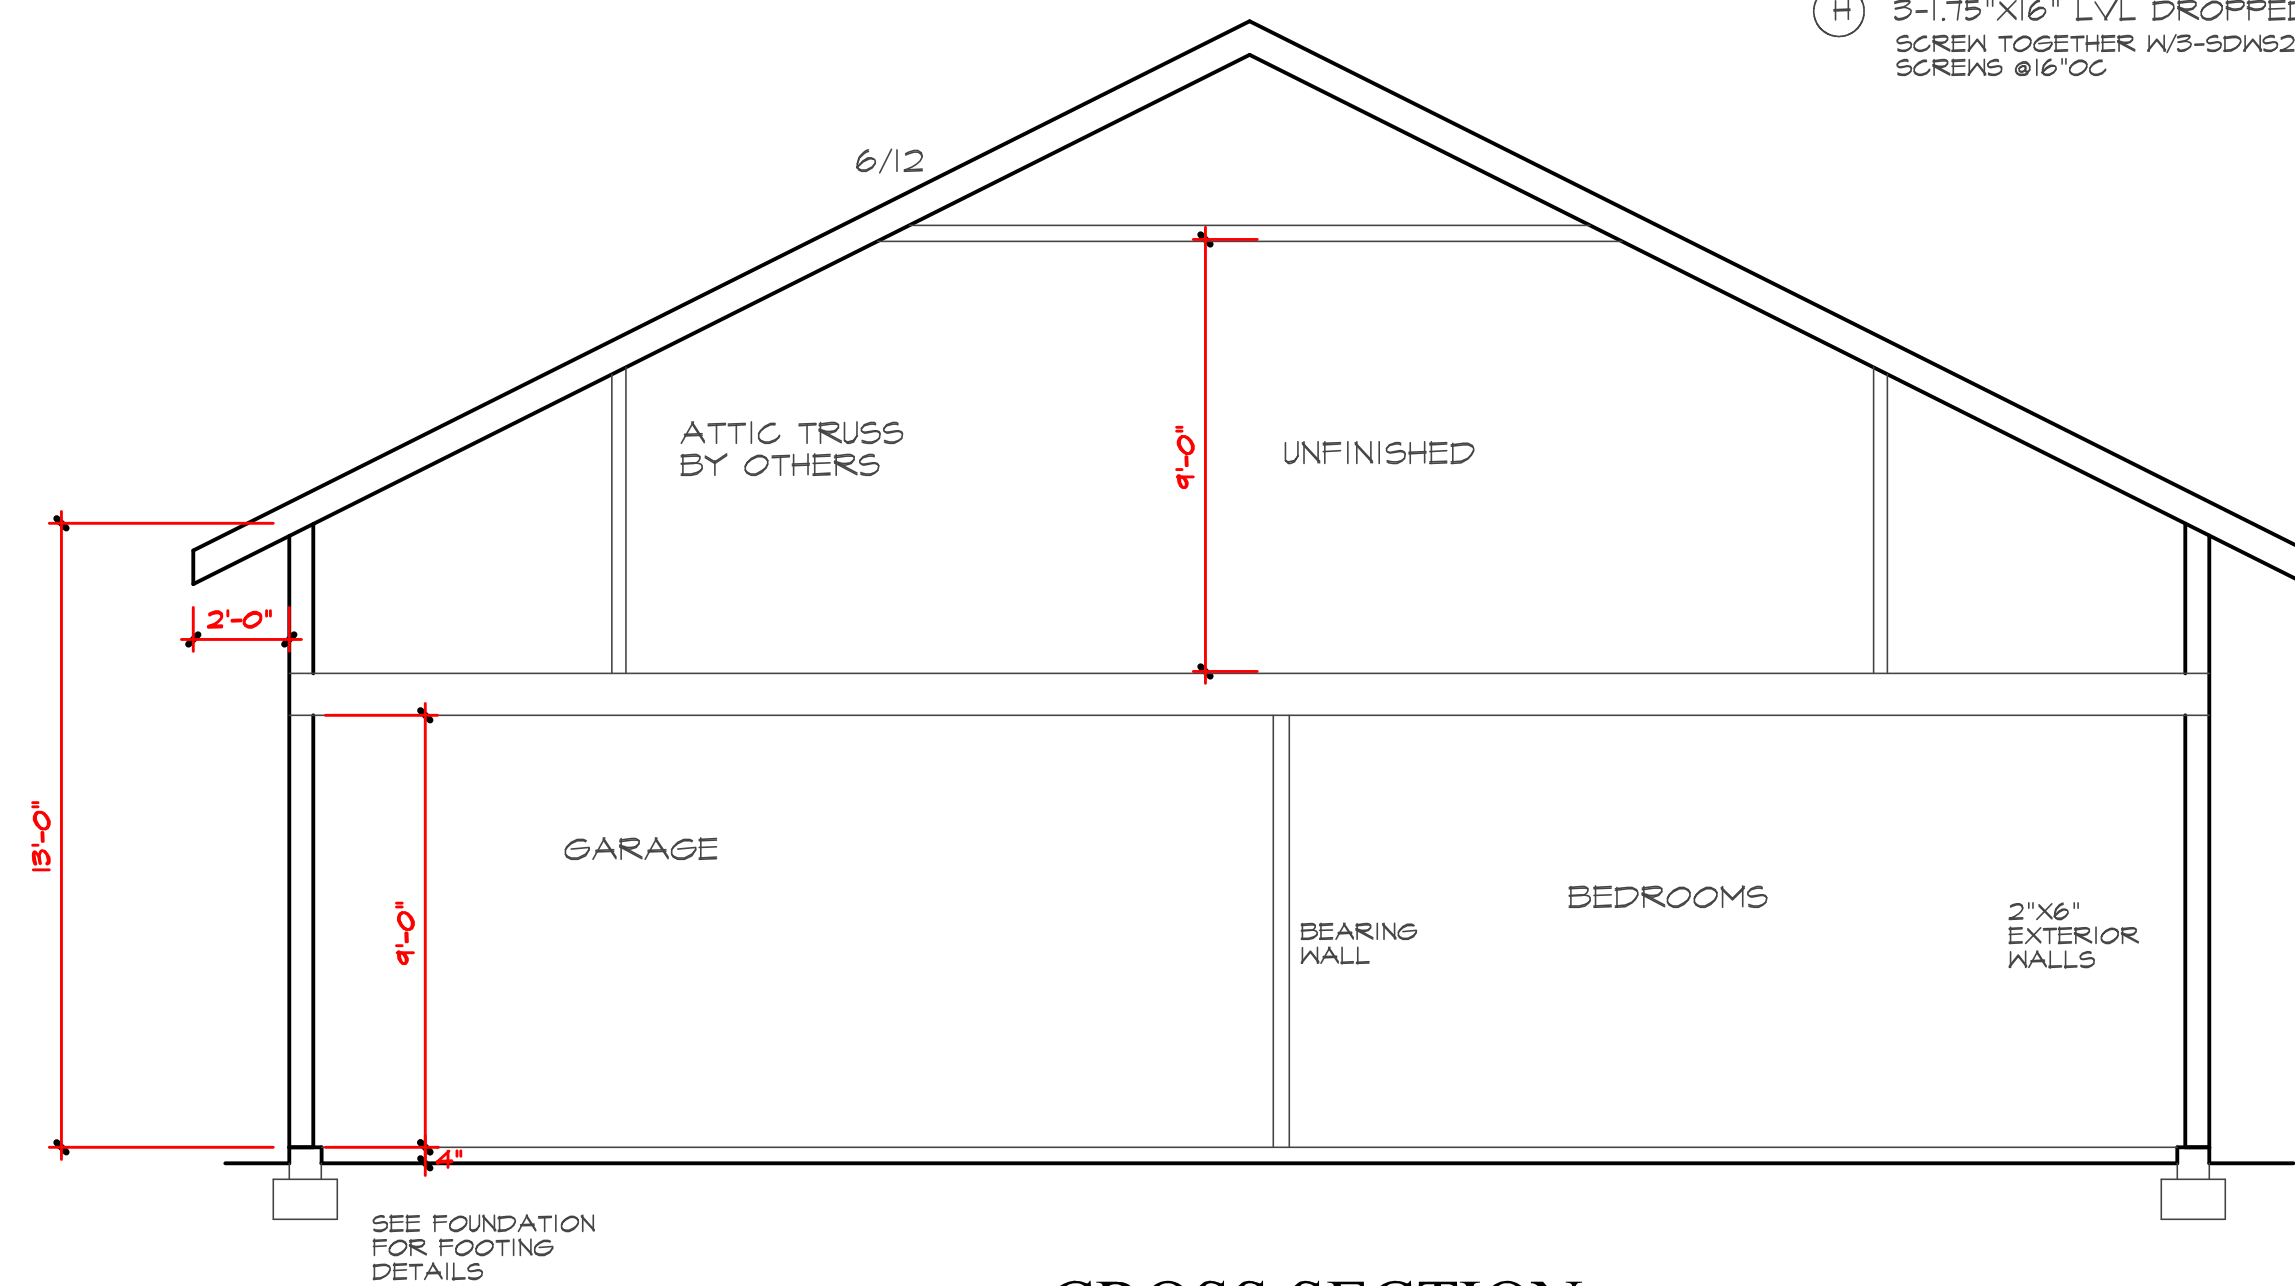 H 3-1.75"X16" LVL DROPPED
SCREW TOGETHER W/3-SDWS2
SCREWS @16"OC
6/12
ATTIC TRUSS
BY OTHERS
9'-0"
UNFINISHED
2'-0"
13'-0"
GARAGE
9'-0"
BEDROOMS
BEARING
WALL
2"X6"
EXTERIOR
WALLS
4"
SEE FOUNDATION
FOR FOOTING
DETAILS
CROSS SECTION